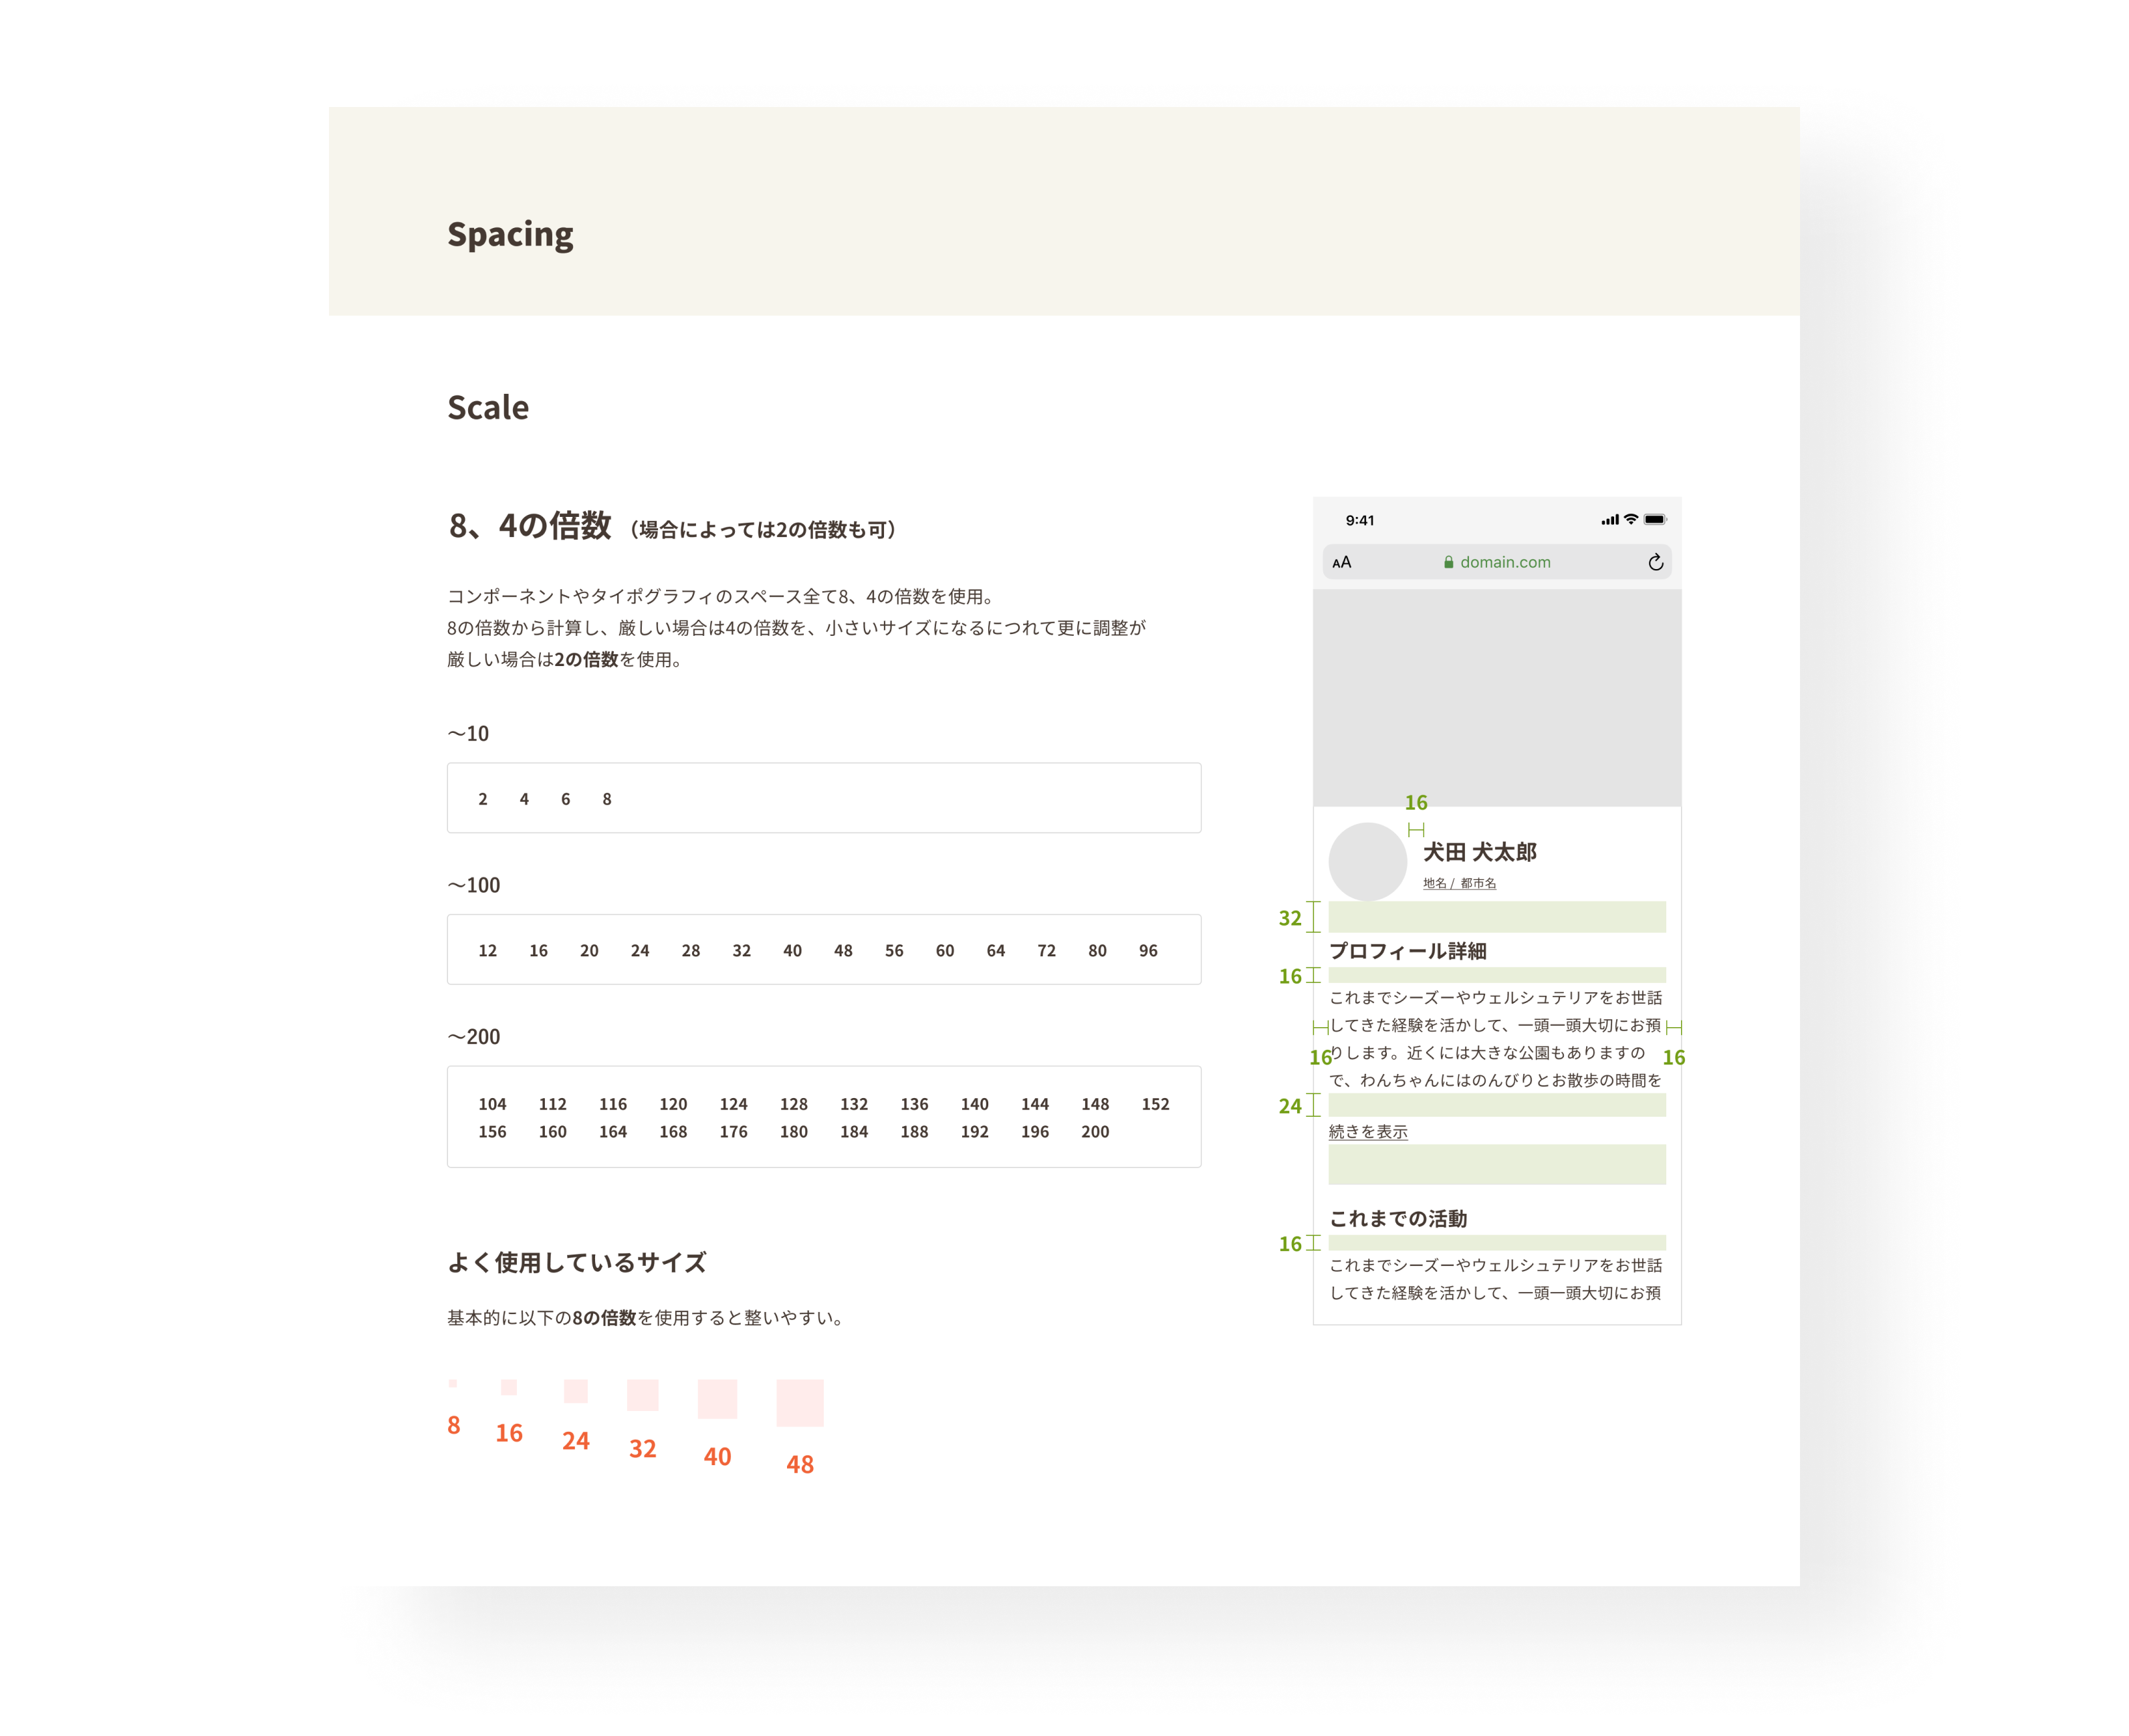 Spacing
Scale
8、4の倍数 （場合によっては2の倍数も可）
コンポーネントやタイポグラフィのスペース全て8、4の倍数を使用。
8の倍数から計算し、厳しい場合は4の倍数を、小さいサイズになるにつれて更に調整が
厳しい場合は2の倍数を使用。
〜10
2 4 6 8
〜100
12 16 20 24 28 32 40 48 56 60 64 72 80 96
〜200
104 112 116 120 124 128 132 136 140 144 148 152
156 160 164 168 176 180 184 188 192 196 200
よく使用しているサイズ
基本的に以下の8の倍数を使用すると整いやすい。
8 16 24 32 40 48
9:41
AA domain.com
16
犬田 犬太郎
地名 / 都市名
32
プロフィール詳細
16
これまでシーズーやウェルシュテリアをお世話
してきた経験を活かして、一頭一頭大切にお預
16 りします。近くには大きな公園もありますの 16
で、わんちゃんにはのんびりとお散歩の時間を
24
続きを表示
これまでの活動
16
これまでシーズーやウェルシュテリアをお世話
してきた経験を活かして、一頭一頭大切にお預